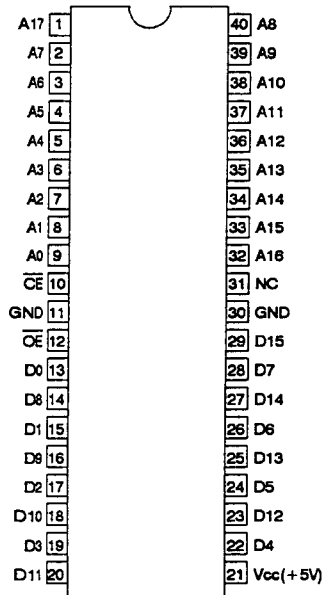 A17 1 40 A8
A7 2 39 A9
A6 3 38 A10
A5 4 37 A11
A4 5 36 A12
A3 6 35 A13
A2 7 34 A14
A1 8 33 A15
A0 9 32 A16
C̅E̅ 10 31 NC
GND 11 30 GND
O̅E̅ 12 29 D15
D0 13 28 D7
D8 14 27 D14
D1 15 26 D6
D9 16 25 D13
D2 17 24 D5
D10 18 23 D12
D3 19 22 D4
D11 20 21 Vcc(+5V)